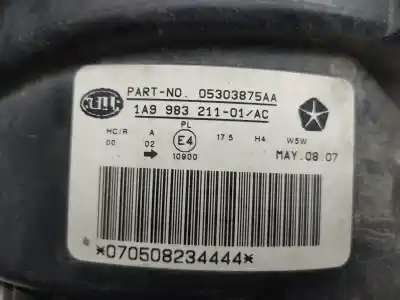 HELLA
PART-NO. 05303875AA
1A9 983 211-01/AC
PL
HC/R A E4 17 5 H4 W5W
00 02 10900 MAY.08.07
*070508234444*